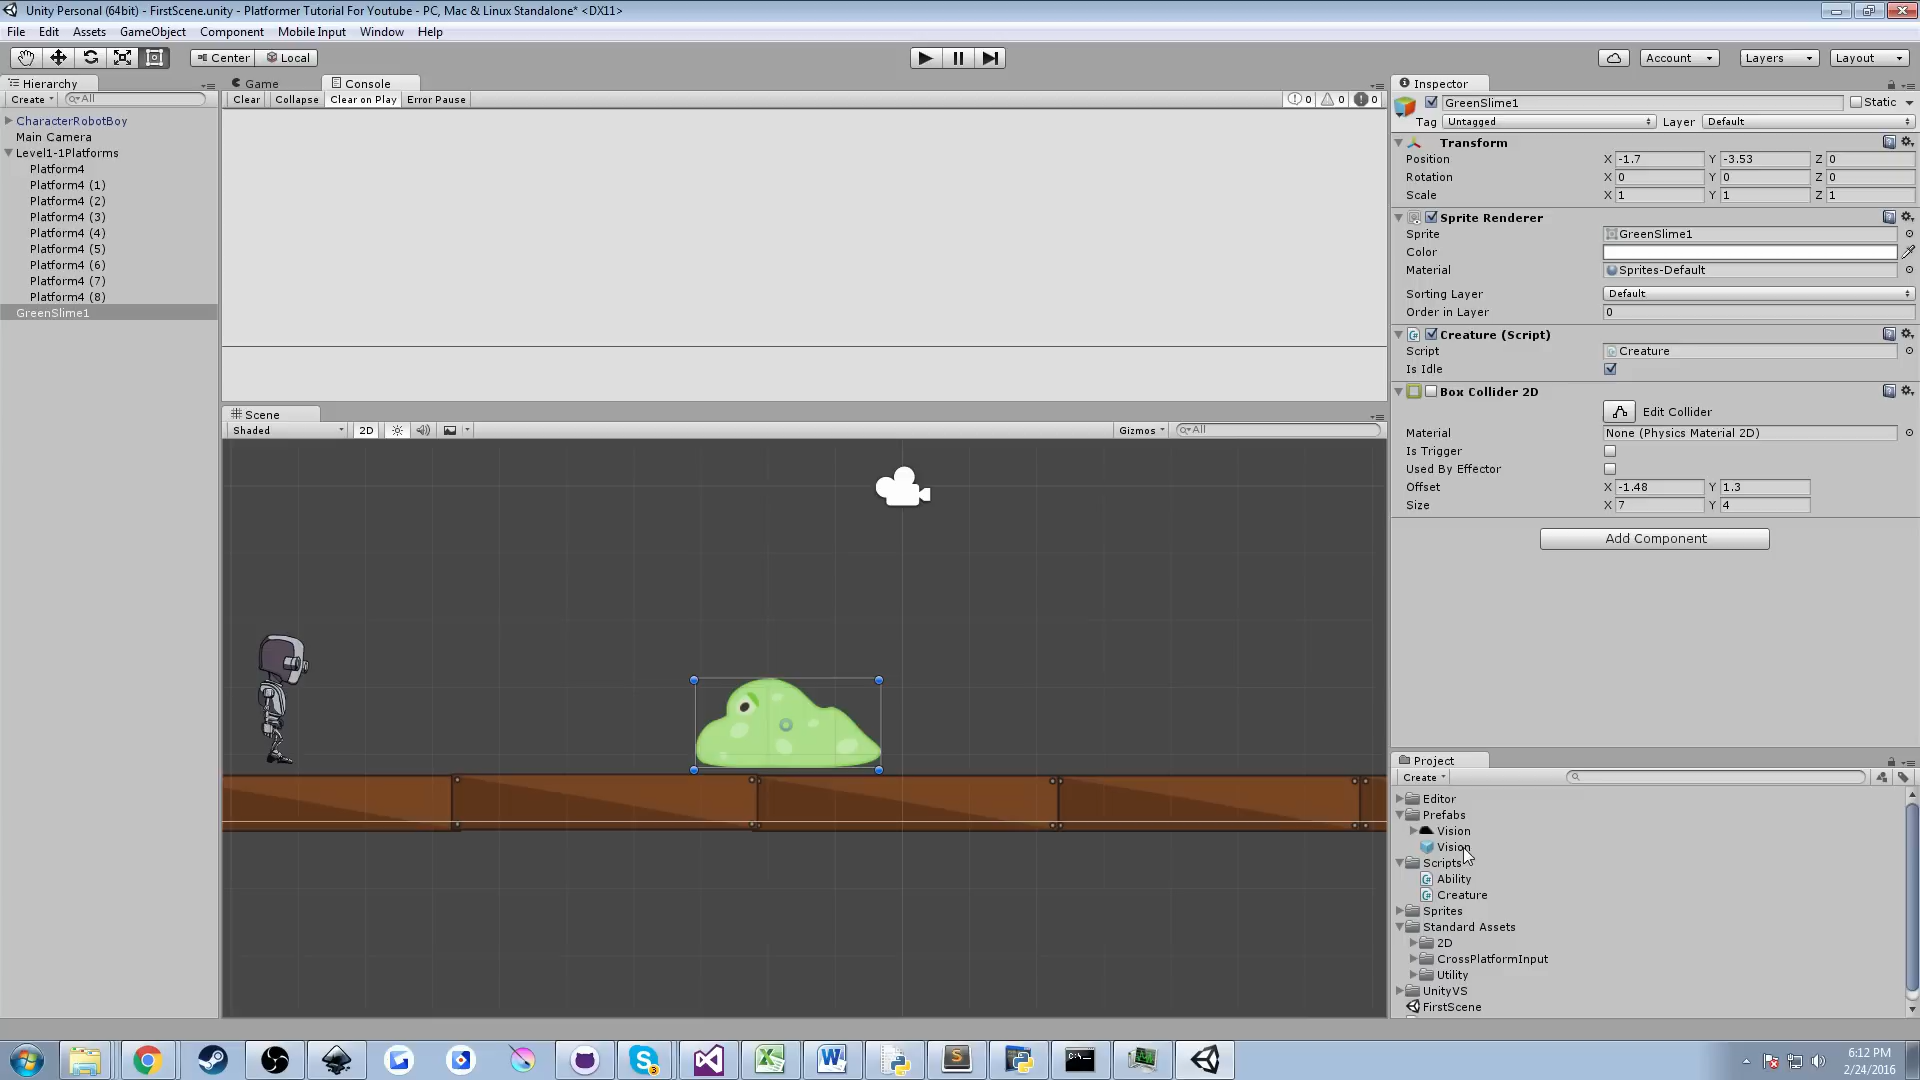 Unity Personal (64bit) - FirstScene.unity - Platformer Tutorial For Youtube - PC, Mac & Linux Standalone* <DX11>
File Edit Assets GameObject Component Mobile Input Window Help
Center Local Account Layers Layout
Hierarchy
Create All
CharacterRobotBoy
Main Camera
Level1-1Platforms
Platform4
Platform4 (1)
Platform4 (2)
Platform4 (3)
Platform4 (4)
Platform4 (5)
Platform4 (6)
Platform4 (7)
Platform4 (8)
GreenSlime1
Game Console
Clear Collapse Clear on Play Error Pause 0 0 0
Scene
Shaded 2D Gizmos All
Inspector
GreenSlime1 Static
Tag Untagged Layer Default
Transform
Position X -1.7 Y -3.53 Z 0
Rotation X 0 Y 0 Z 0
Scale X 1 Y 1 Z 1
Sprite Renderer
Sprite GreenSlime1
Color
Material Sprites-Default
Sorting Layer Default
Order in Layer 0
Creature (Script)
Script Creature
Is Idle
Box Collider 2D
Edit Collider
Material None (Physics Material 2D)
Is Trigger
Used By Effector
Offset X -1.48 Y 1.3
Size X 7 Y 4
Add Component
Project
Create
Editor
Prefabs
Vision
Vision
Scripts
Ability
Creature
Sprites
Standard Assets
2D
CrossPlatformInput
Utility
UnityVS
FirstScene
6:12 PM
2/24/2016